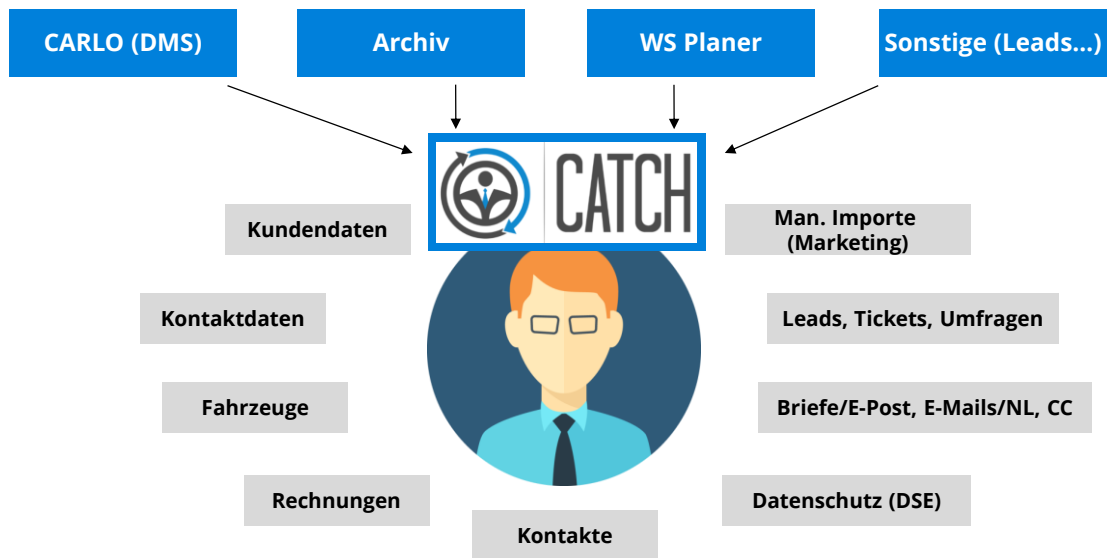 CARLO (DMS)
Archiv
WS Planer
Sonstige (Leads...)
CATCH
Kundendaten
Man. Importe
(Marketing)
Kontaktdaten
Leads, Tickets, Umfragen
Fahrzeuge
Briefe/E-Post, E-Mails/NL, CC
Rechnungen
Datenschutz (DSE)
Kontakte